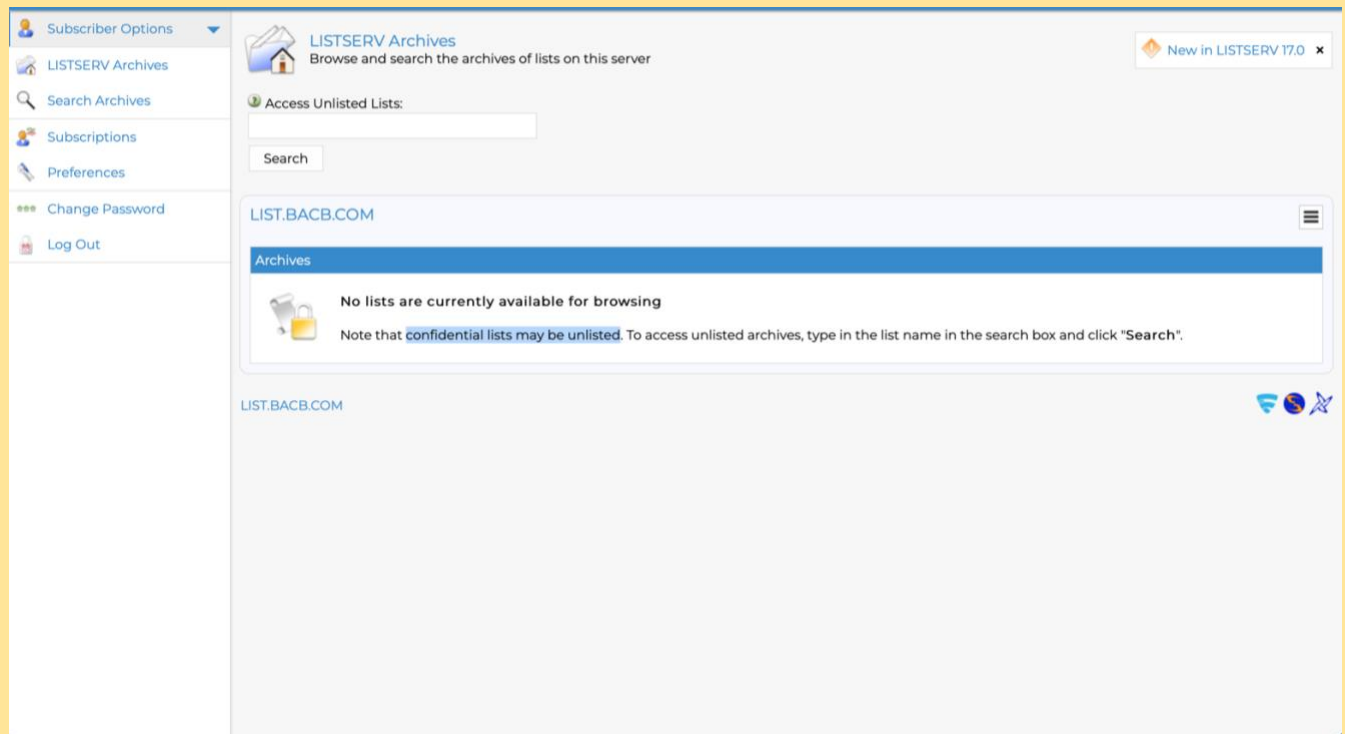 Subscriber Options
LISTSERV Archives
Search Archives
Subscriptions
Preferences
Change Password
Log Out
LISTSERV Archives
Browse and search the archives of lists on this server
New in LISTSERV 17.0 ×
Access Unlisted Lists:
Search
LIST.BACB.COM
Archives
No lists are currently available for browsing
Note that confidential lists may be unlisted. To access unlisted archives, type in the list name in the search box and click "Search".
LIST.BACB.COM